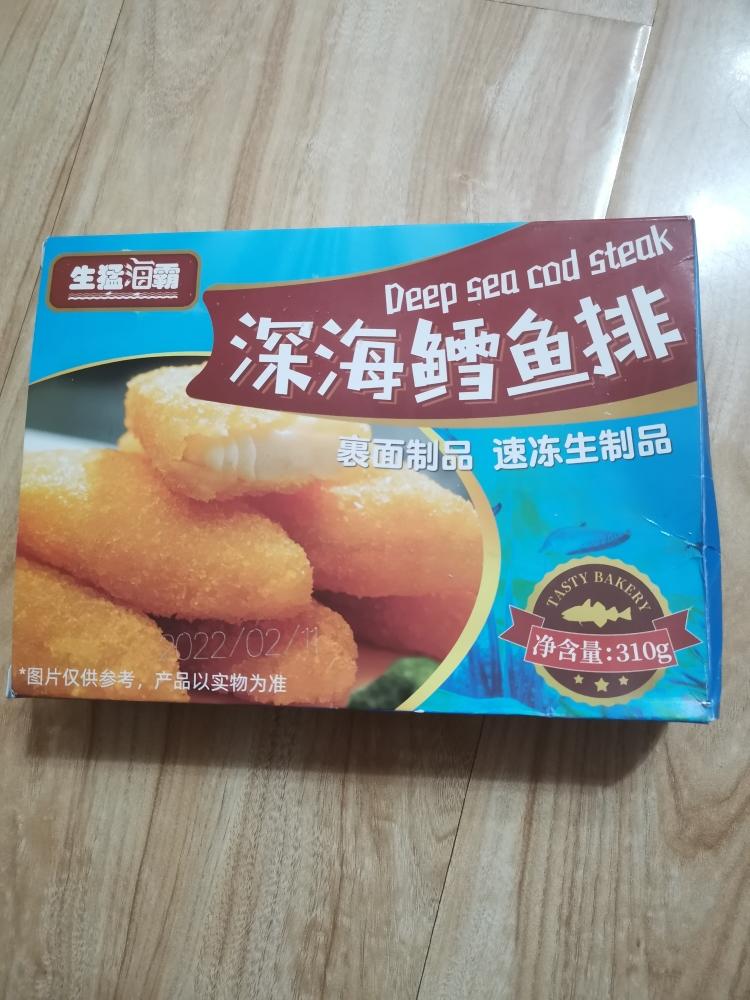 生猛海霸
Deep sea cod steak
深海鳕鱼排
裹面制品 速冻生制品
TASTY BAKERY
净含量:310g
2022/02/11
*图片仅供参考，产品以实物为准